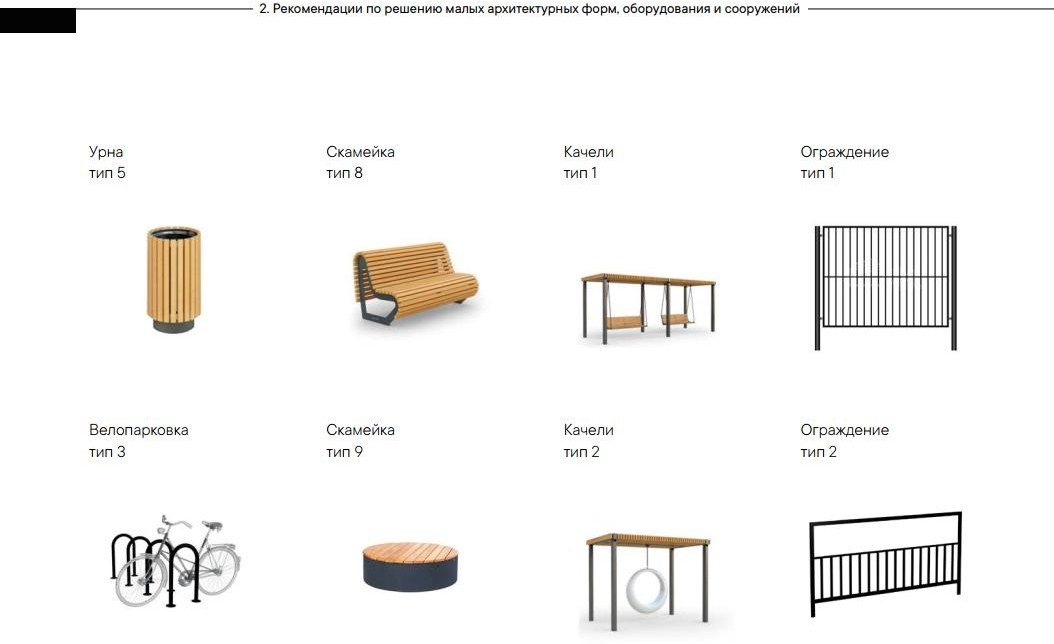 2. Рекомендации по решению малых архитектурных форм, оборудования и сооружений
Урна
тип 5
Скамейка
тип 8
Качели
тип 1
Ограждение
тип 1
Велопарковка
тип 3
Скамейка
тип 9
Качели
тип 2
Ограждение
тип 2